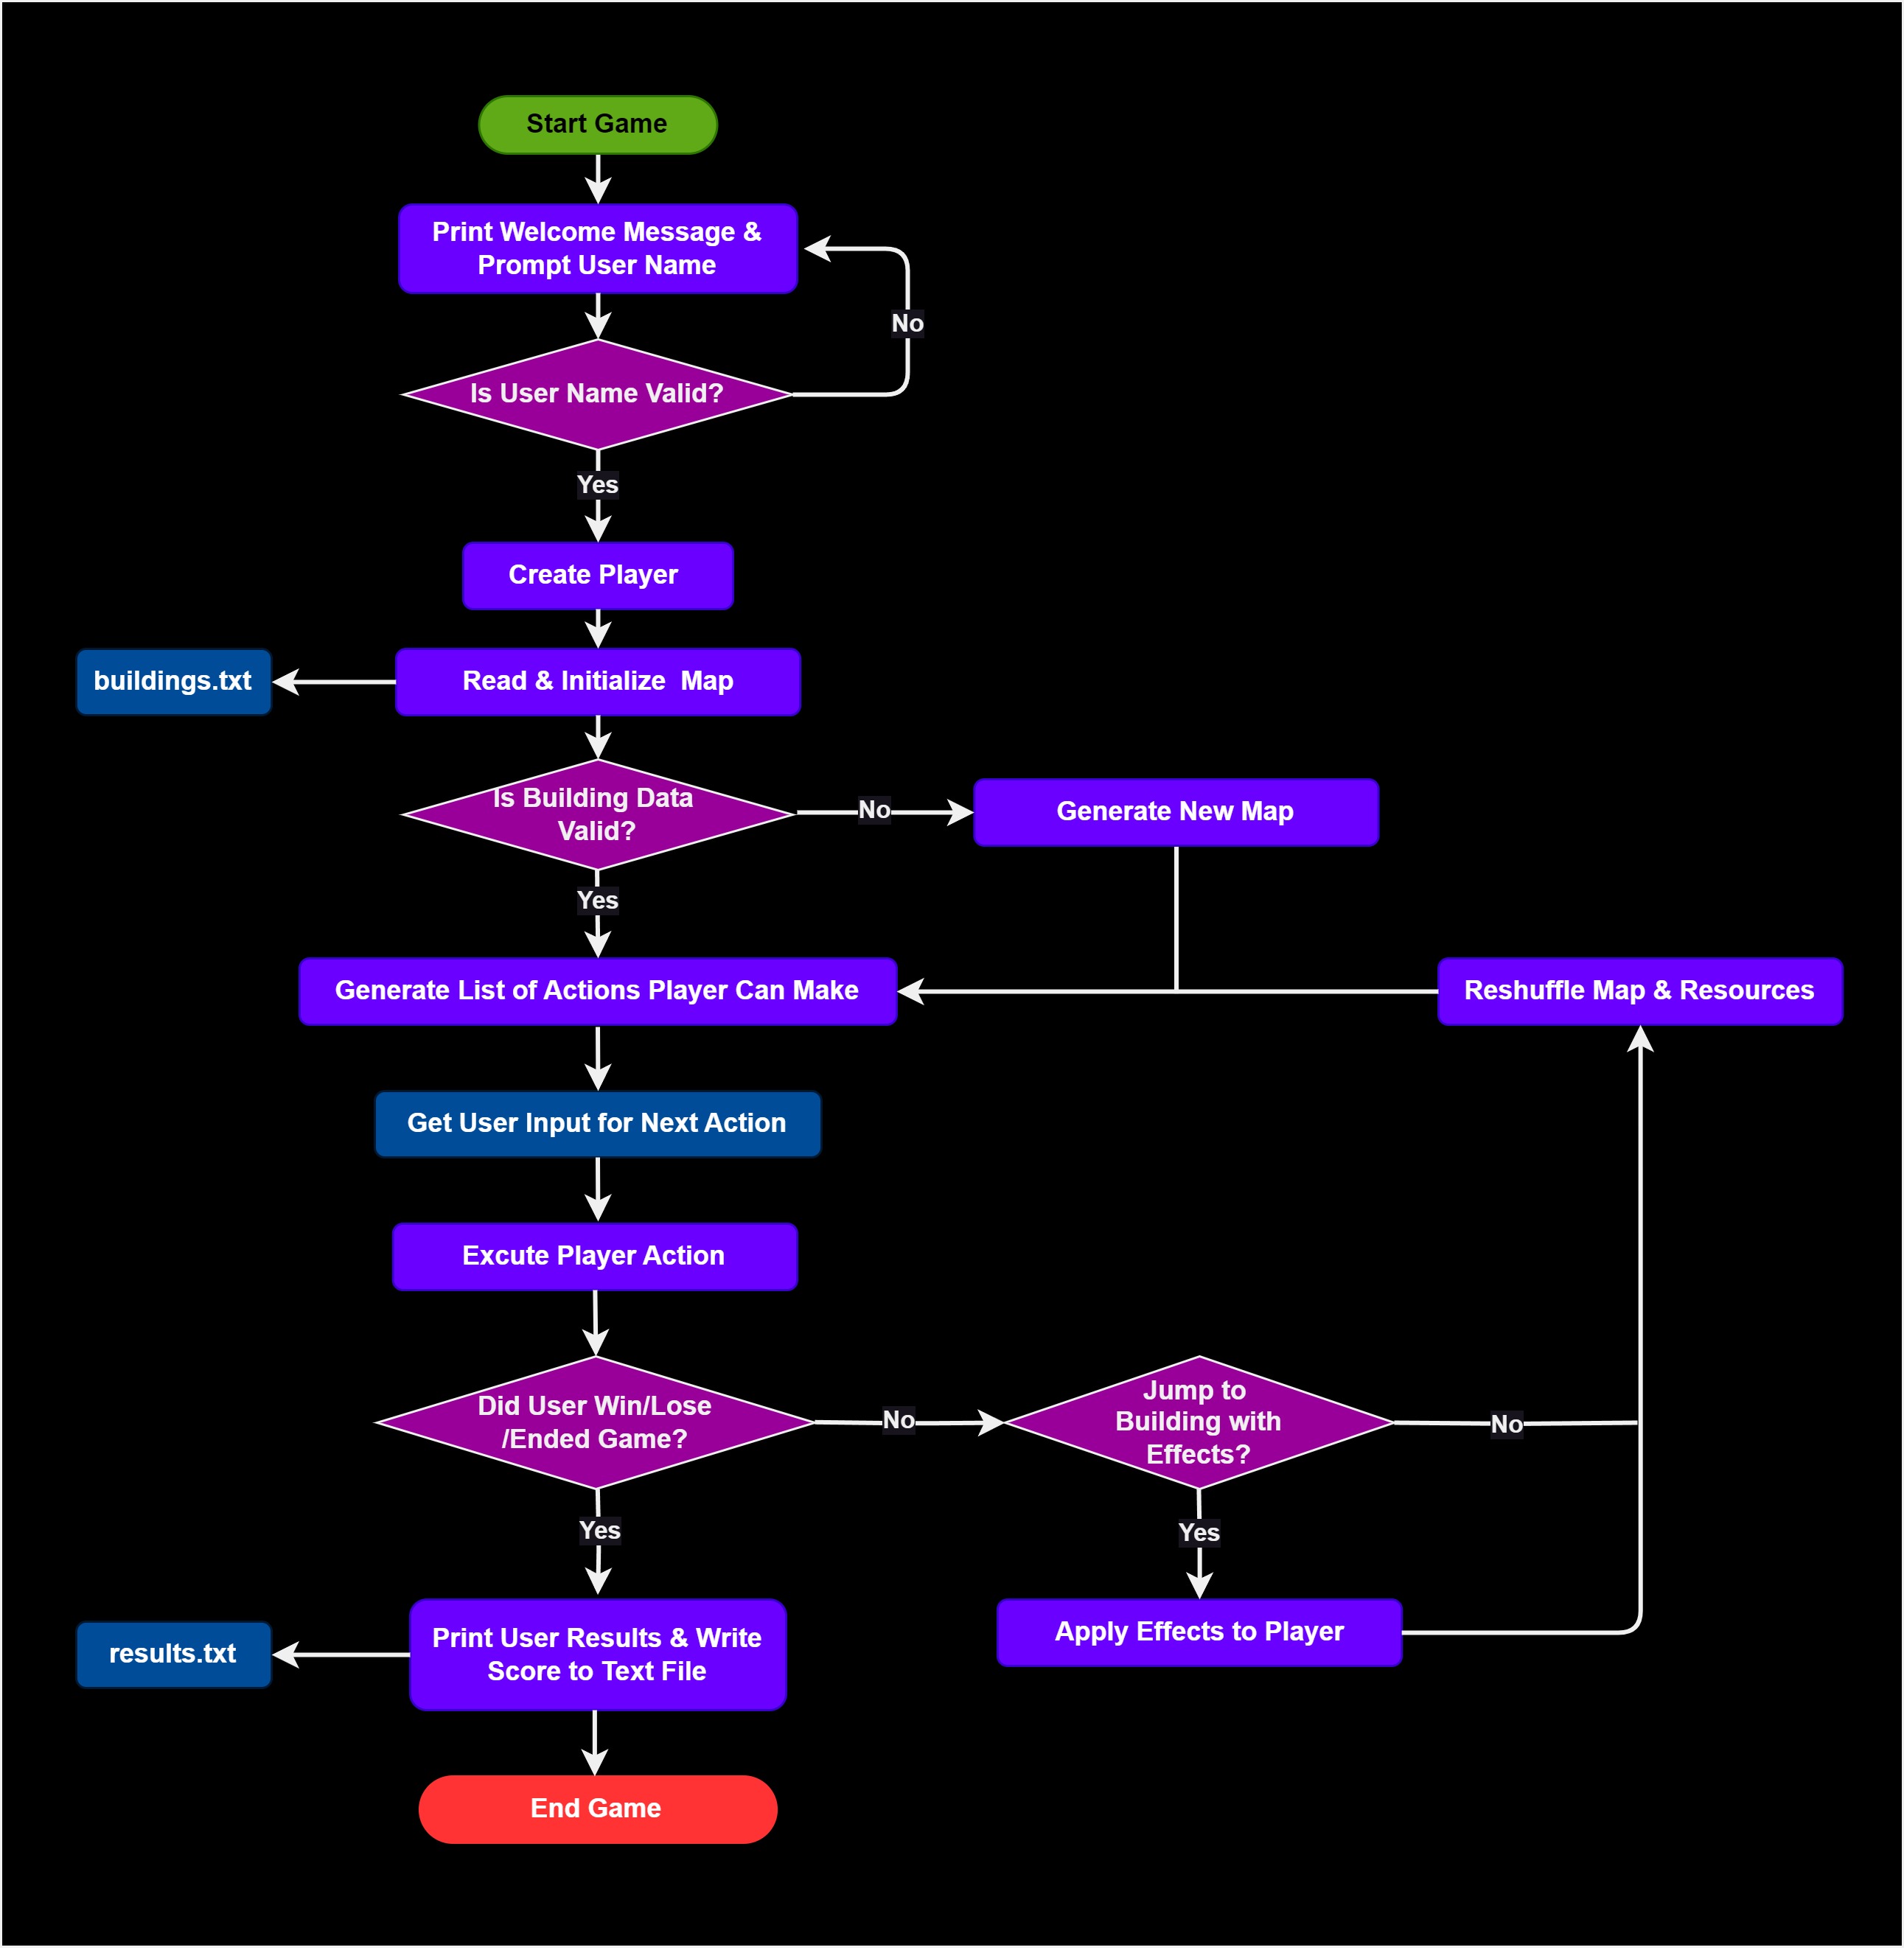 Start Game
Print Welcome Message &
Prompt User Name
No
Is User Name Valid?
Yes
Create Player
buildings.txt
Read & Initialize  Map
Is Building Data
Valid?
No
Generate New Map
Yes
Generate List of Actions Player Can Make
Reshuffle Map & Resources
Get User Input for Next Action
Excute Player Action
Did User Win/Lose
/Ended Game?
No
Jump to
Building with
Effects?
No
Yes
Yes
Print User Results & Write
Score to Text File
results.txt
Apply Effects to Player
End Game